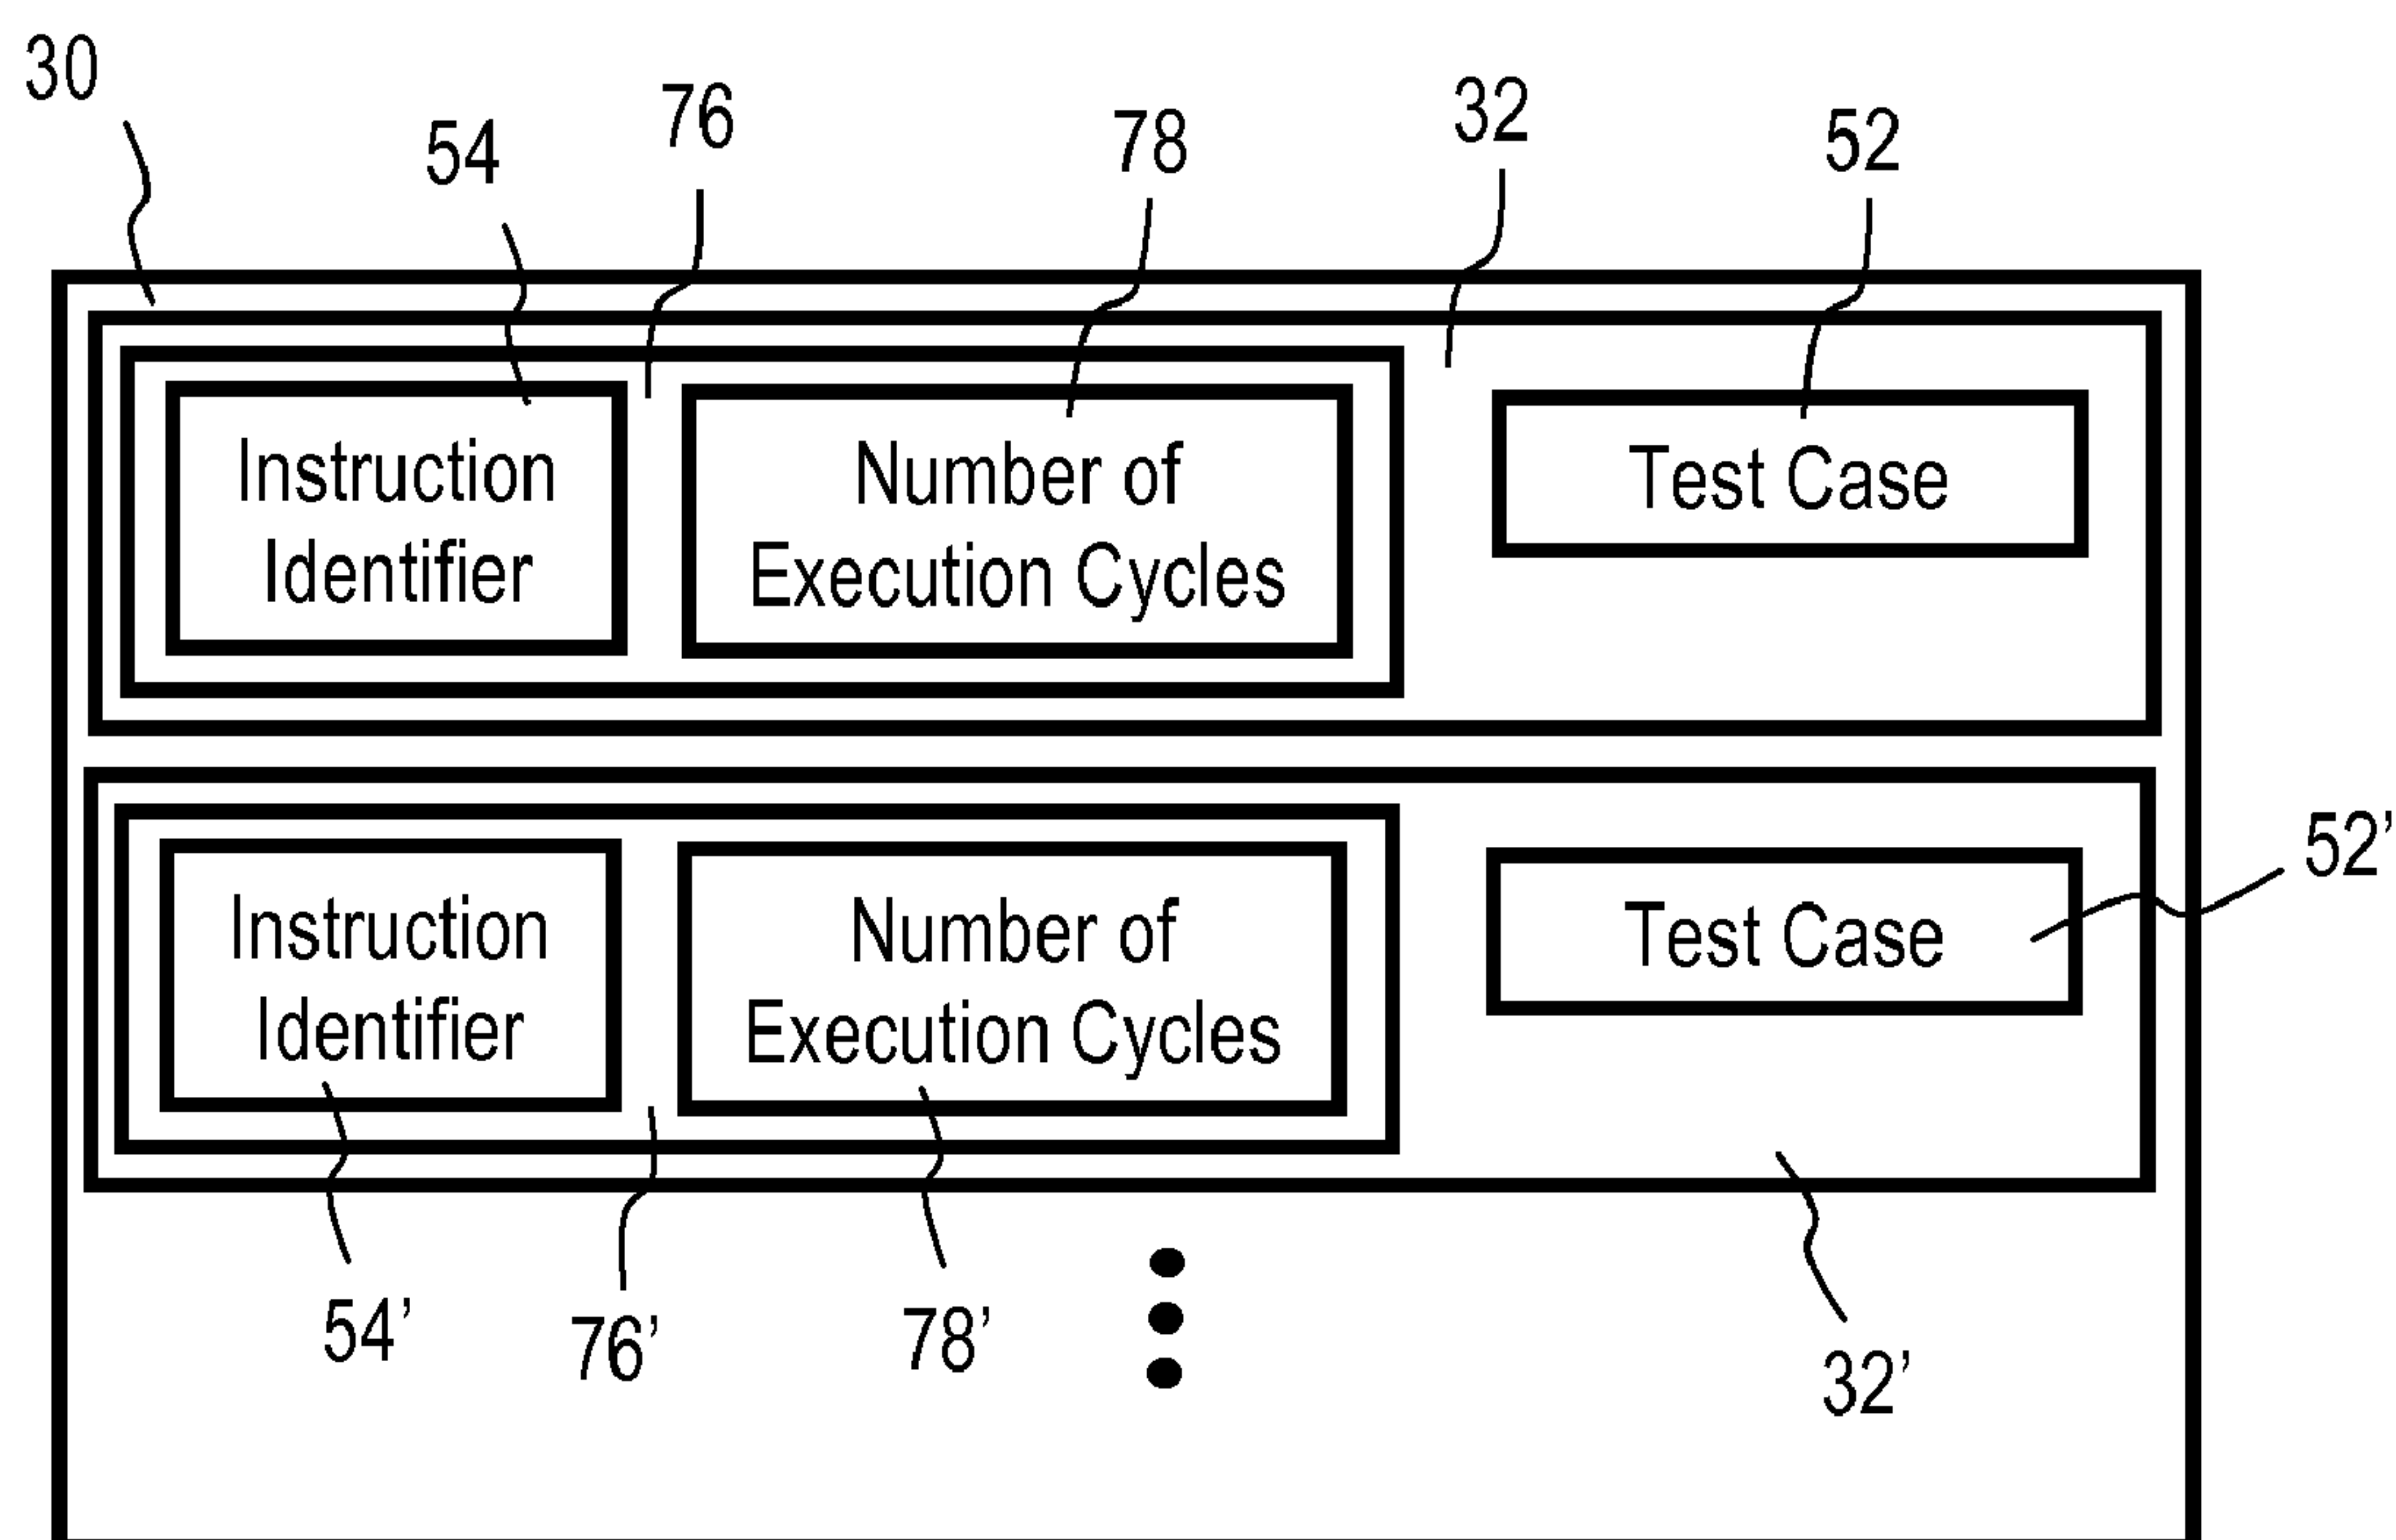 30
54
76
78
32
52
Instruction
Identifier
Number of
Execution Cycles
Test Case
Instruction
Identifier
Number of
Execution Cycles
Test Case
52’
54’
76’
78’
32’